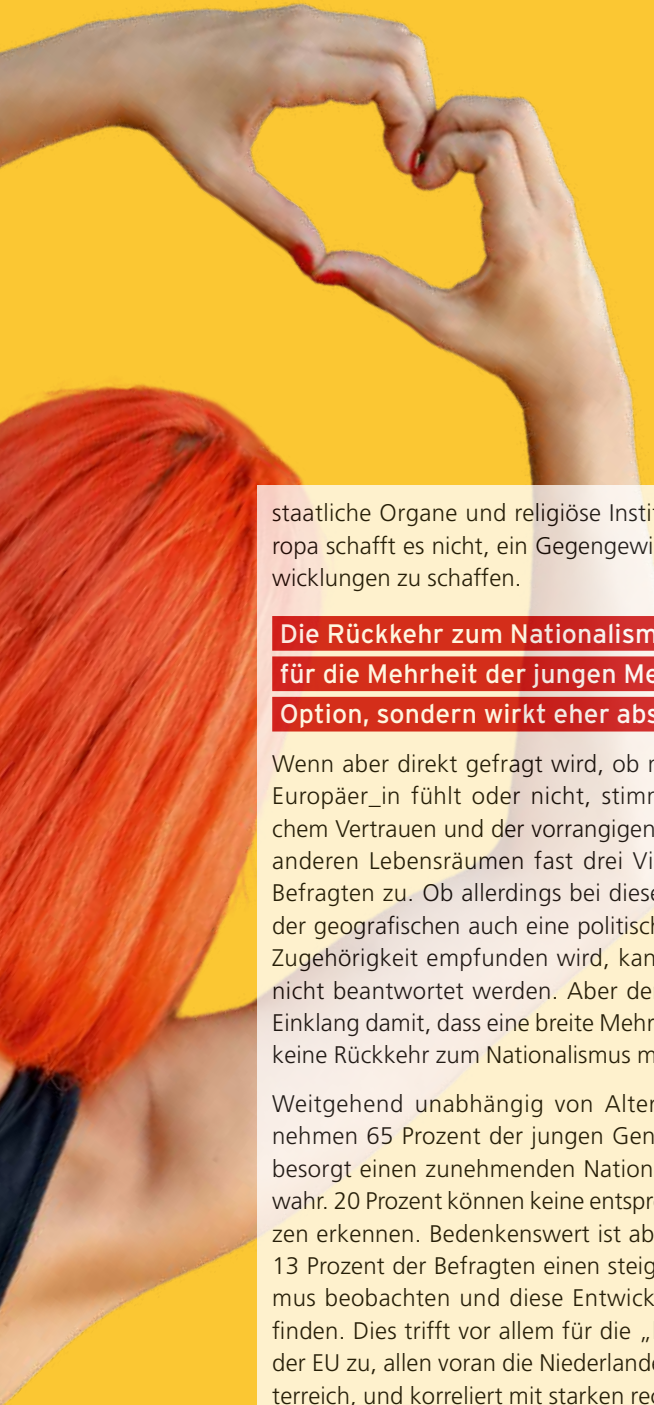 staatliche Organe und religiöse Insti
ropa schafft es nicht, ein Gegengewi
wicklungen zu schaffen.
Die Rückkehr zum Nationalism
für die Mehrheit der jungen Me
Option, sondern wirkt eher abs
Wenn aber direkt gefragt wird, ob
Europäer_in fühlt oder nicht, stim
chem Vertrauen und der vorrangigen
anderen Lebensräumen fast drei Vi
Befragten zu. Ob allerdings bei diese
der geografischen auch eine politisch
Zugehörigkeit empfunden wird, kan
nicht beantwortet werden. Aber de
Einklang damit, dass eine breite Mehr
keine Rückkehr zum Nationalismus m
Weitgehend unabhängig von Alter
nehmen 65 Prozent der jungen Gen
besorgt einen zunehmenden Nation
wahr. 20 Prozent können keine entspr
zen erkennen. Bedenkenswert ist ab
13 Prozent der Befragten einen steig
mus beobachten und diese Entwick
finden. Dies trifft vor allem für die „
der EU zu, allen voran die Niederland
terreich, und korreliert mit starken re